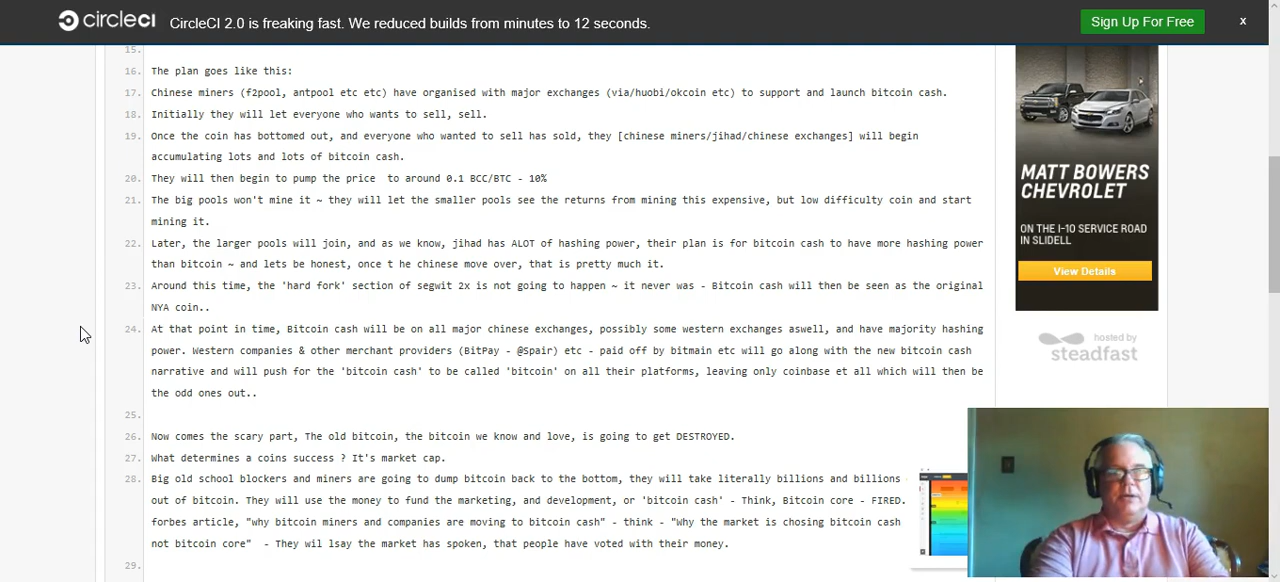 circleci CircleCI 2.0 is freaking fast. We reduced builds from minutes to 12 seconds. Sign Up For Free x
15.
16. The plan goes like this:
17. Chinese miners (f2pool, antpool etc etc) have organised with major exchanges (via/huobi/okcoin etc) to support and launch bitcoin cash.
18. Initially they will let everyone who wants to sell, sell.
19. Once the coin has bottomed out, and everyone who wanted to sell has sold, they [chinese miners/jihad/chinese exchanges] will begin
accumulating lots and lots of bitcoin cash.
20. They will then begin to pump the price  to around 0.1 BCC/BTC - 10%
21. The big pools won't mine it ~ they will let the smaller pools see the returns from mining this expensive, but low difficulty coin and start
mining it.
22. Later, the larger pools will join, and as we know, jihad has ALOT of hashing power, their plan is for bitcoin cash to have more hashing power
than bitcoin ~ and lets be honest, once t he chinese move over, that is pretty much it.
23. Around this time, the 'hard fork' section of segwit 2x is not going to happen ~ it never was - Bitcoin cash will then be seen as the original
NYA coin..
24. At that point in time, Bitcoin cash will be on all major chinese exchanges, possibly some western exchanges aswell, and have majority hashing
power. Western companies & other merchant providers (BitPay - @Spair) etc - paid off by bitmain etc will go along with the new bitcoin cash
narrative and will push for the 'bitcoin cash' to be called 'bitcoin' on all their platforms, leaving only coinbase et all which will then be
the odd ones out..
25.
26. Now comes the scary part, The old bitcoin, the bitcoin we know and love, is going to get DESTROYED.
27. What determines a coins success ? It's market cap.
28. Big old school blockers and miners are going to dump bitcoin back to the bottom, they will take literally billions and billions
out of bitcoin. They will use the money to fund the marketing, and development, or 'bitcoin cash' - Think, Bitcoin core - FIRED.
forbes article, "why bitcoin miners and companies are moving to bitcoin cash" - think - "Why the market is chosing bitcoin cash
not bitcoin core"  - They wil lsay the market has spoken, that people have voted with their money.
29.
MATT BOWERS
CHEVROLET
ON THE I-10 SERVICE ROAD
IN SLIDELL
View Details
hosted by
steadfast